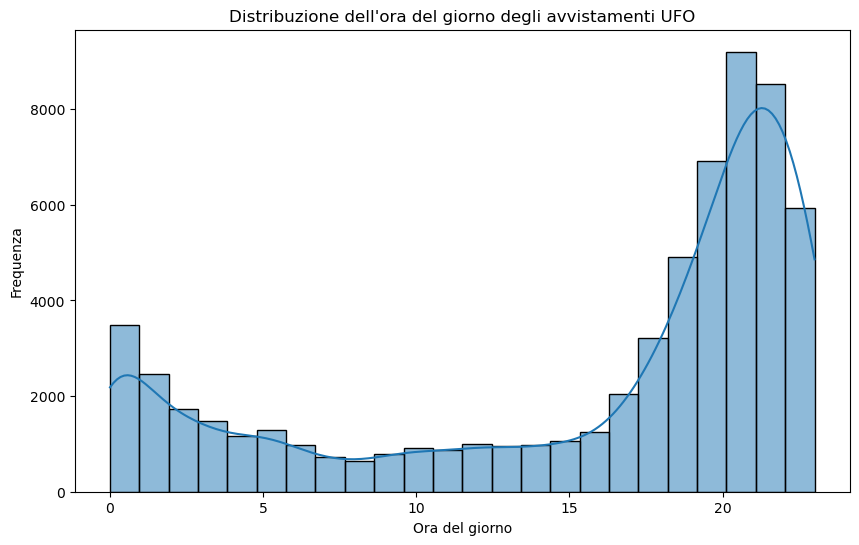 Distribuzione dell'ora del giorno degli avvistamenti UFO
8000
6000
4000
2000
0
Frequenza
0 5 10 15 20
Ora del giorno